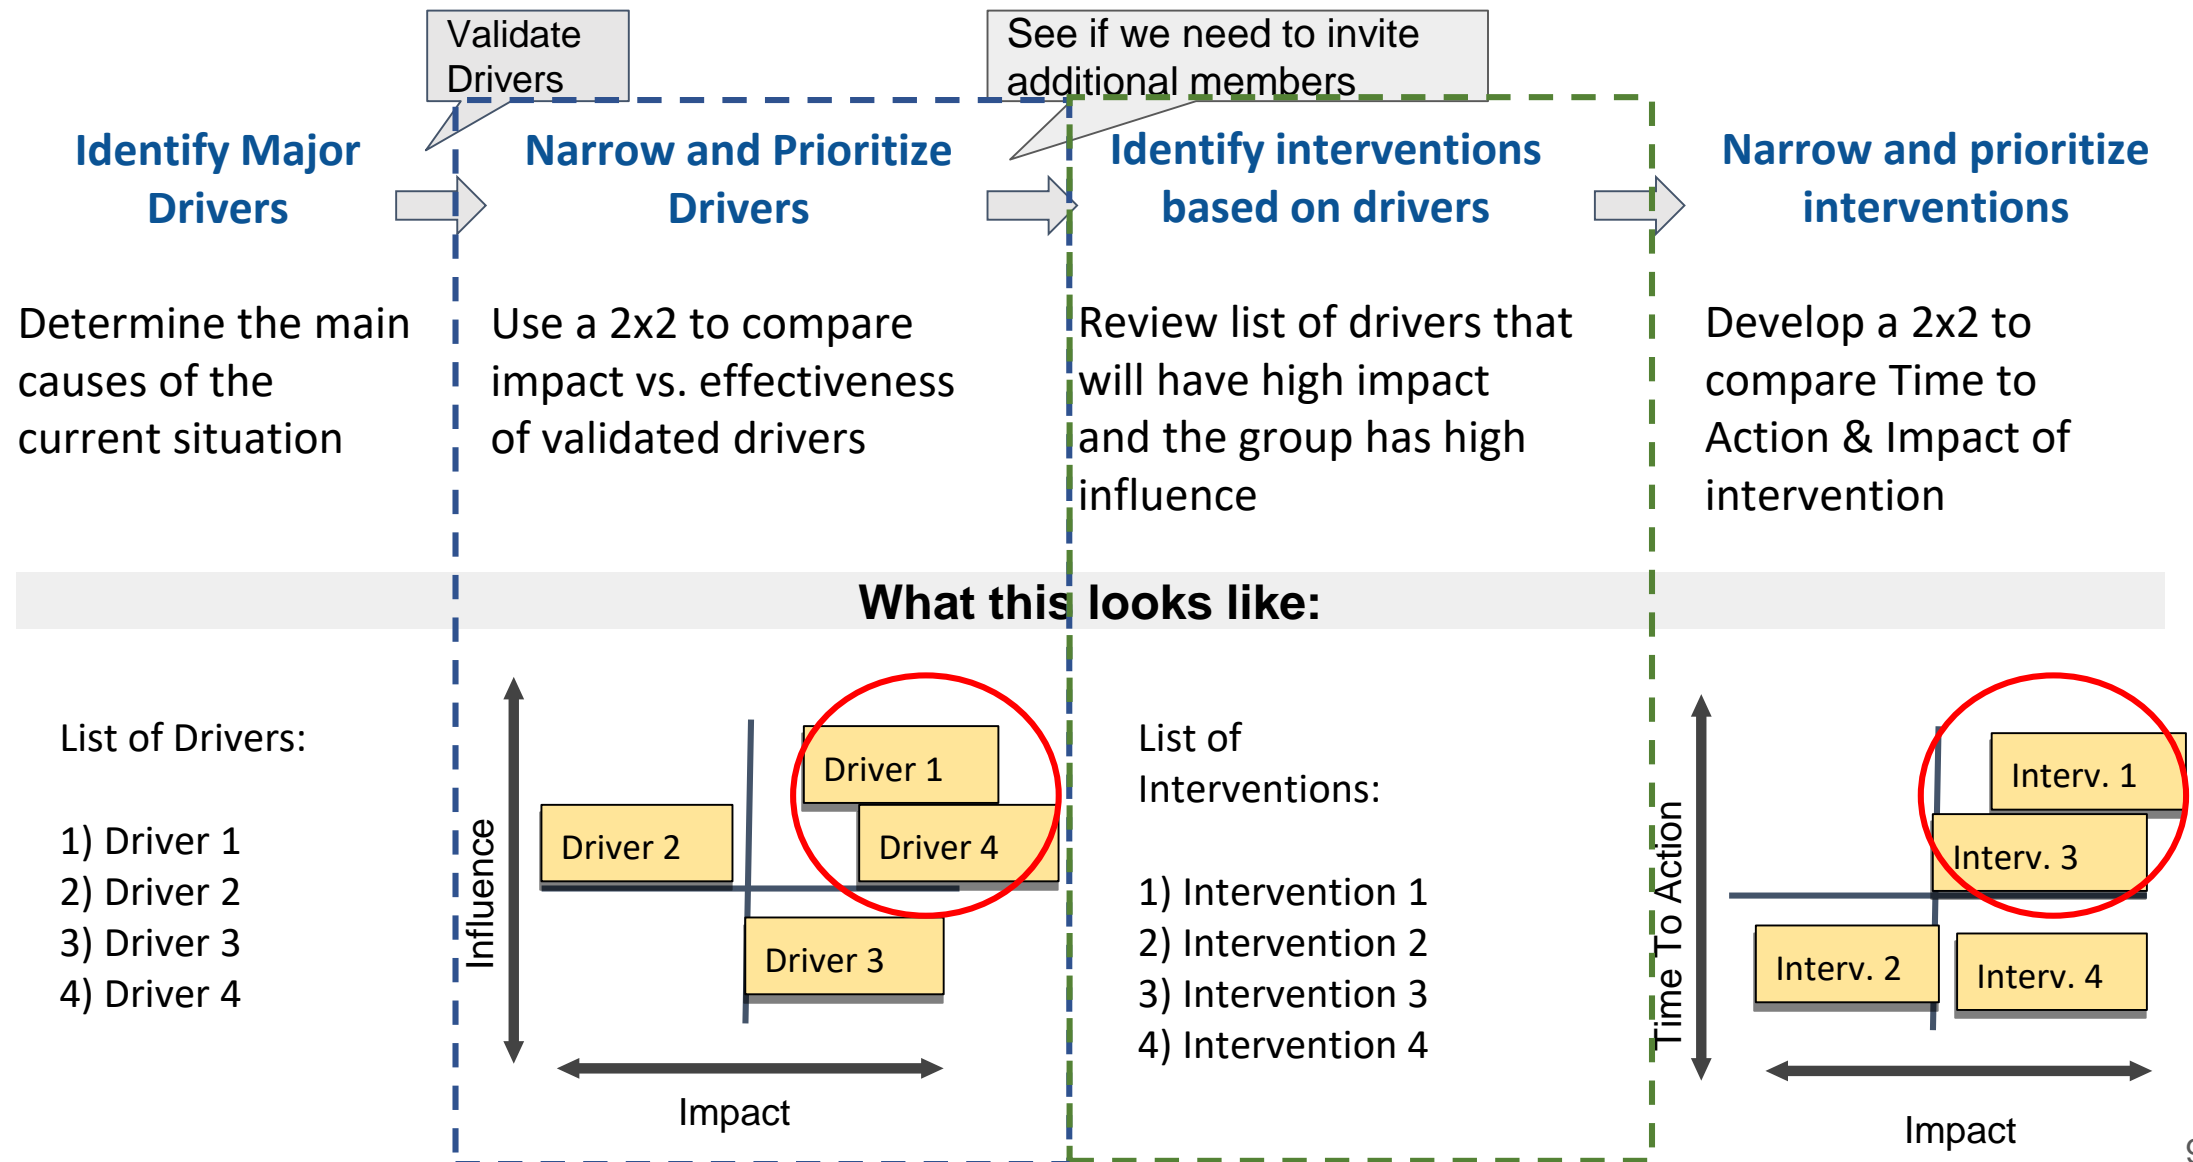 Validate
Drivers
See if we need to invite
additional members
Identify Major
Drivers
Narrow and Prioritize
Drivers
Identify interventions
based on drivers
Narrow and prioritize
interventions
Determine the main
causes of the
current situation
Use a 2x2 to compare
impact vs. effectiveness
of validated drivers
Review list of drivers that
will have high impact
and the group has high
influence
Develop a 2x2 to
compare Time to
Action & Impact of
intervention
What this looks like:
List of Drivers:
1) Driver 1
2) Driver 2
3) Driver 3
4) Driver 4
Influence
Driver 1
Driver 2
Driver 4
Driver 3
Impact
List of
Interventions:
1) Intervention 1
2) Intervention 2
3) Intervention 3
4) Intervention 4
Time To Action
Interv. 1
Interv. 3
Interv. 2
Interv. 4
Impact